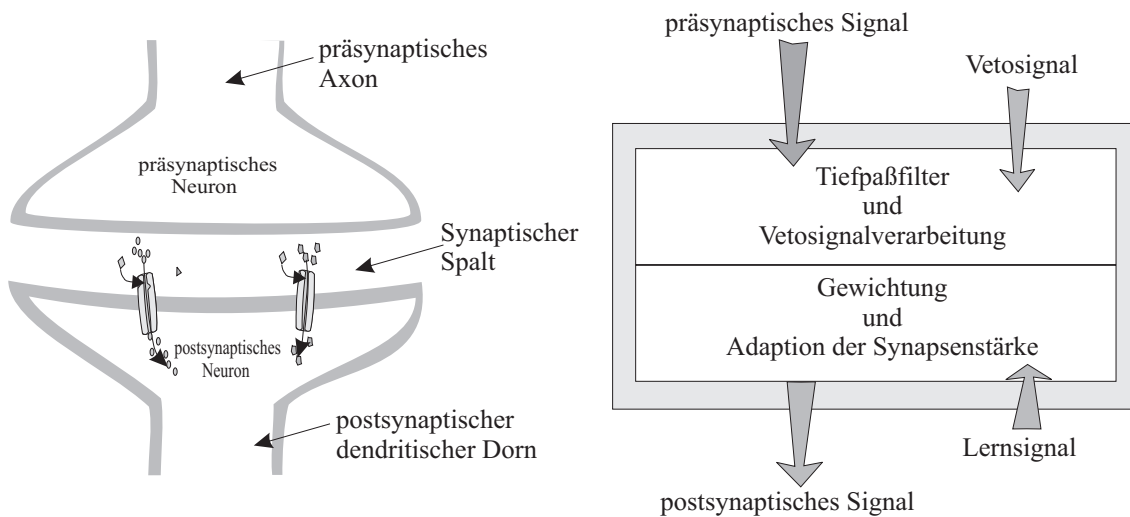 präsynaptisches
Axon
präsynaptisches
Neuron
Synaptischer
Spalt
postsynaptisches
Neuron
postsynaptischer
dendritischer Dorn
präsynaptisches Signal
Vetosignal
Tiefpaßfilter
und
Vetosignalverarbeitung
Gewichtung
und
Adaption der Synapsenstärke
Lernsignal
postsynaptisches Signal